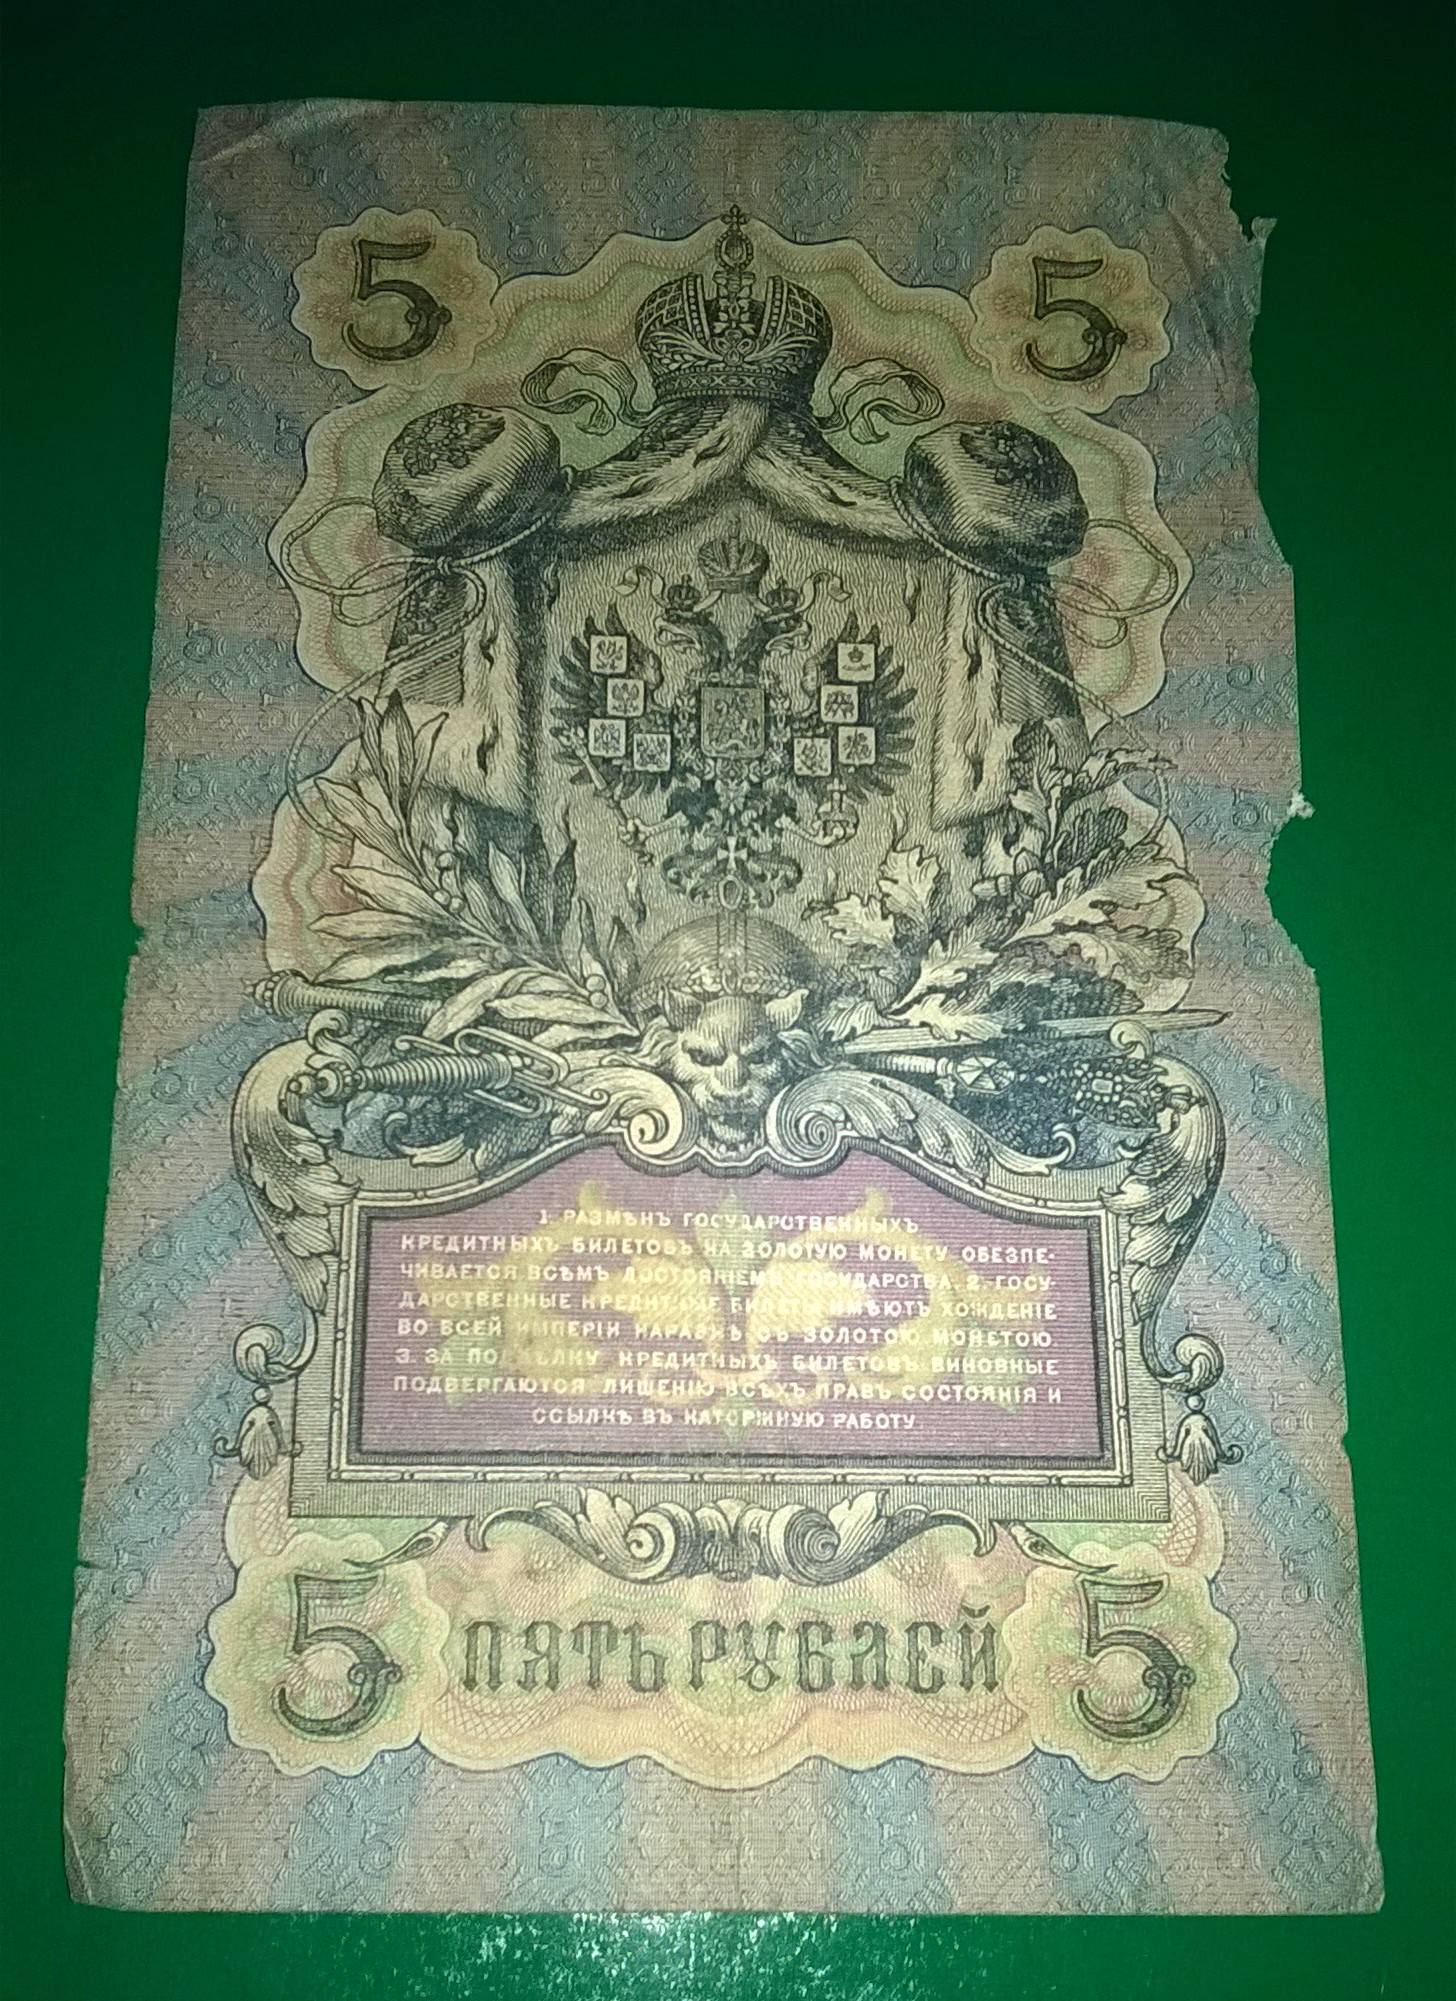 5 5
1. РАЗМѢНЪ ГОСУДАРСТВЕННЫХЪ
КРЕДИТНЫХЪ БИЛЕТОВЪ НА ЗОЛОТУЮ МОНЕТУ ОБЕЗПЕ-
ЧИВАЕТСЯ ВСѢМЪ ДОСТОЯНІЕМЪ ГОСУДАРСТВА. 2. ГОСУ-
ДАРСТВЕННЫЕ КРЕДИТНЫЕ БИЛЕТЫ ИМѢЮТЪ ХОЖДЕНІЕ
ВО ВСЕЙ ИМПЕРІИ НАРАВНѢ СЪ ЗОЛОТОЮ МОНЕТОЮ.
3. ЗА ПОДДѢЛКУ КРЕДИТНЫХЪ БИЛЕТОВЪ ВИНОВНЫЕ
ПОДВЕРГАЮТСЯ ЛИШЕНІЮ ВСѢХЪ ПРАВЪ СОСТОЯНІЯ И
ССЫЛКѢ ВЪ КАТОРЖНУЮ РАБОТУ.
5 ПЯТЬ РУБЛЕЙ 5